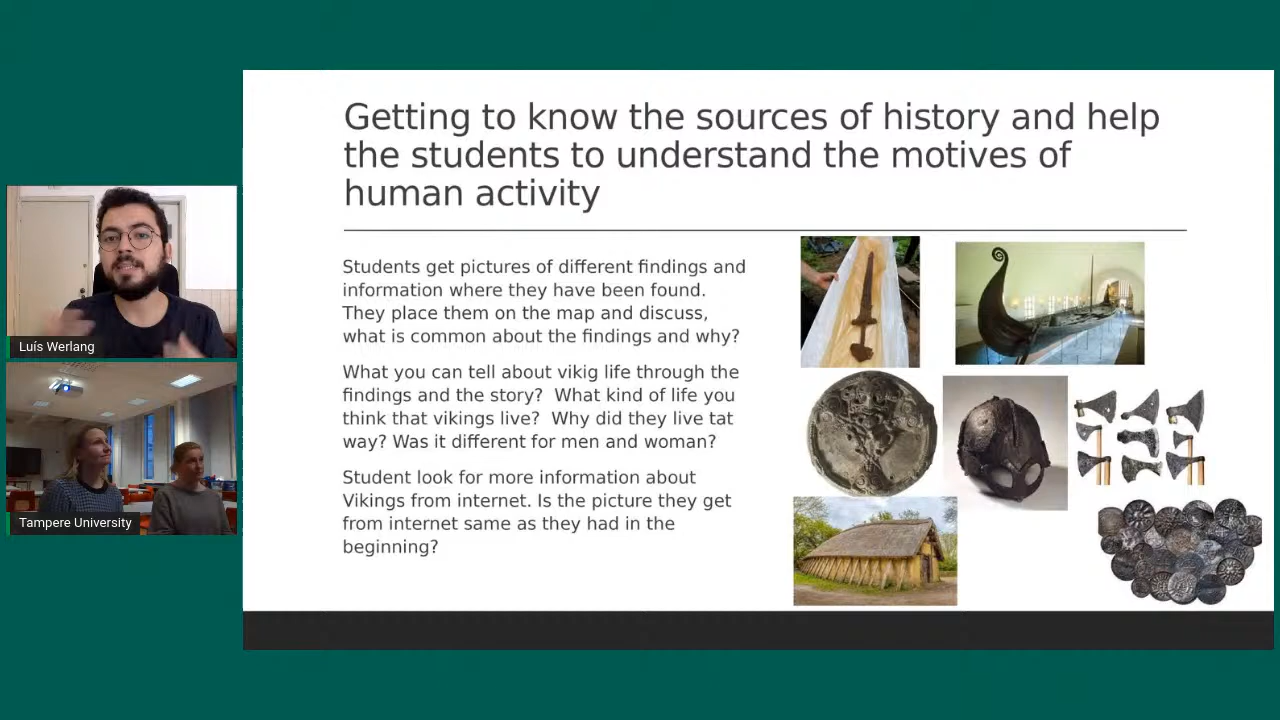 Getting to know the sources of history and help
the students to understand the motives of
human activity
Students get pictures of different findings and
information where they have been found.
They place them on the map and discuss,
what is common about the findings and why?
What you can tell about vikig life through the
findings and the story?  What kind of life you
think that vikings live?  Why did they live tat
way? Was it different for men and woman?
Student look for more information about
Vikings from internet. Is the picture they get
from internet same as they had in the
beginning?
Luís Werlang
Tampere University